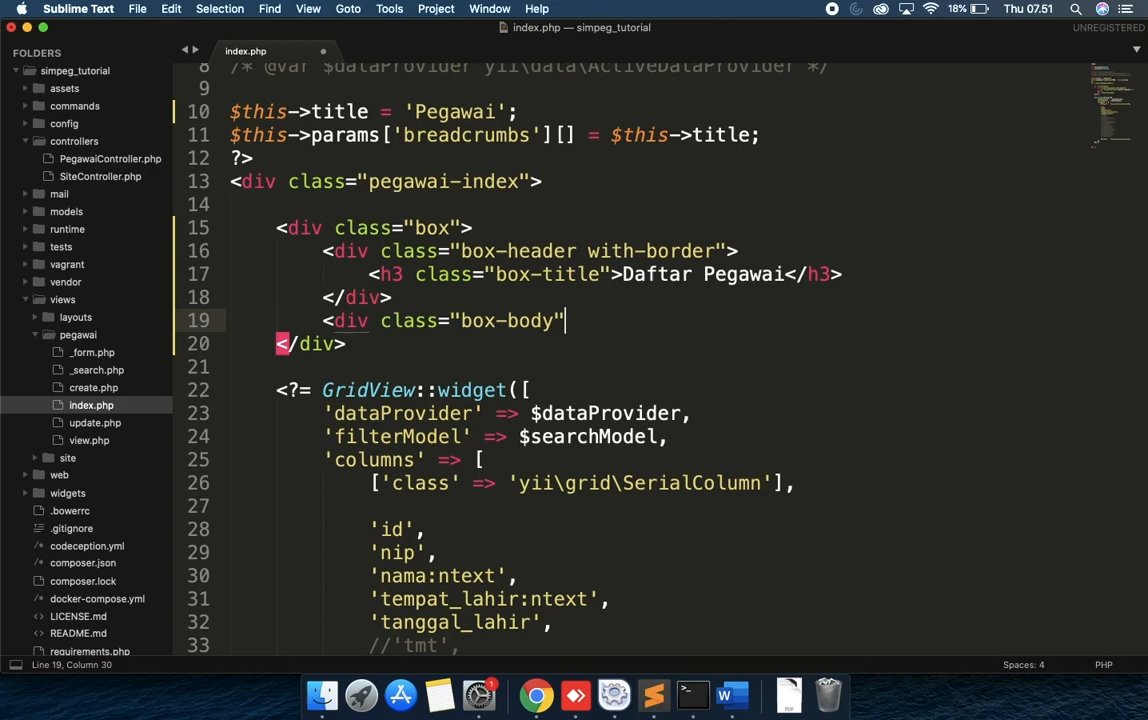 Sublime Text File Edit Selection Find View Goto Tools Project Window Help 18% Thu 07.51
index.php — simpeg_tutorial UNREGISTERED
FOLDERS
simpeg_tutorial
assets
commands
config
controllers
PegawaiController.php
SiteController.php
mail
models
runtime
tests
vagrant
vendor
views
layouts
pegawai
_form.php
_search.php
create.php
index.php
update.php
view.php
site
web
widgets
.bowerrc
.gitignore
codeception.yml
composer.json
composer.lock
docker-compose.yml
LICENSE.md
README.md
requirements.php
index.php
8 /* @var $dataProvider yii\data\ActiveDataProvider */
9
10 $this->title = 'Pegawai';
11 $this->params['breadcrumbs'][] = $this->title;
12 ?>
13 <div class="pegawai-index">
14
15 <div class="box">
16 <div class="box-header with-border">
17 <h3 class="box-title">Daftar Pegawai</h3>
18 </div>
19 <div class="box-body"
20 </div>
21
22 <?= GridView::widget([
23 'dataProvider' => $dataProvider,
24 'filterModel' => $searchModel,
25 'columns' => [
26 ['class' => 'yii\grid\SerialColumn'],
27
28 'id',
29 'nip',
30 'nama:ntext',
31 'tempat_lahir:ntext',
32 'tanggal_lahir',
33 //'tmt',
Line 19, Column 30 Spaces: 4 PHP
1
PDF